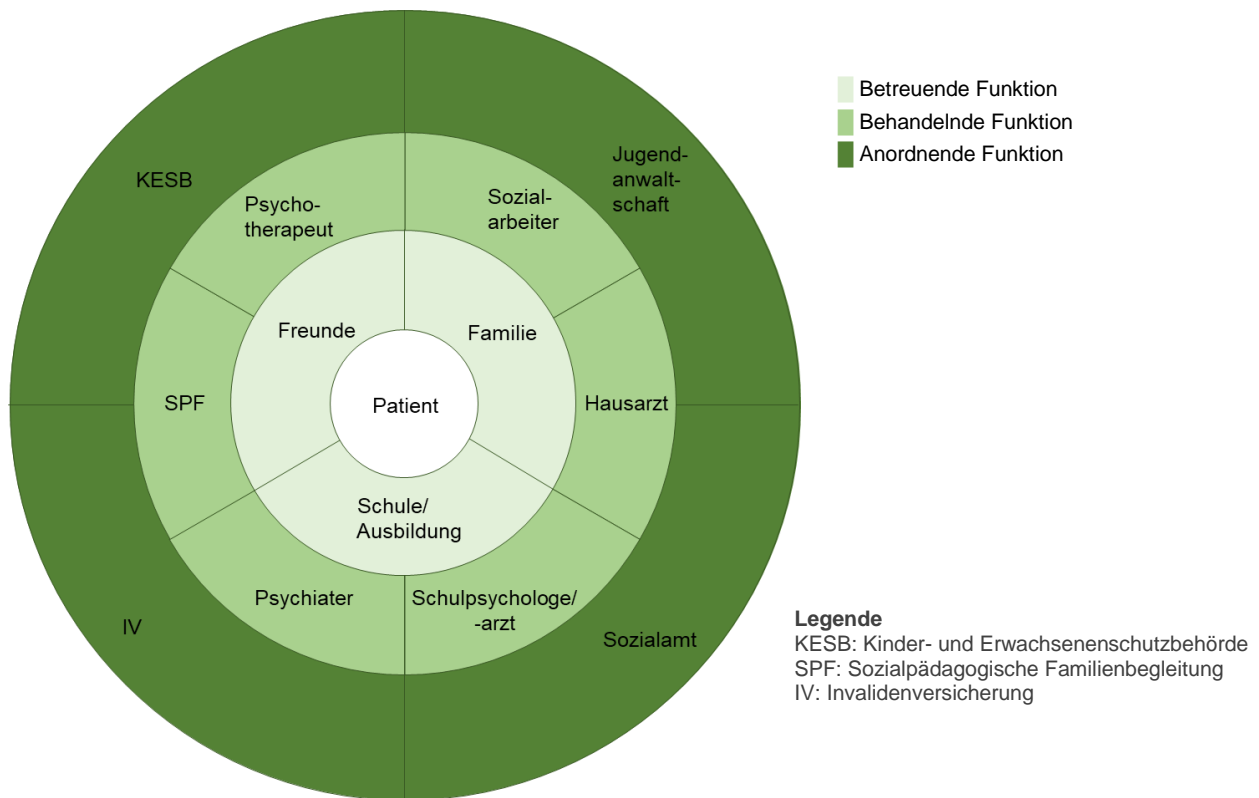 Betreuende Funktion
Behandelnde Funktion
Anordnende Funktion
KESB
Jugend-
anwalt-
schaft
Psycho-
therapeut
Sozial-
arbeiter
Freunde
Familie
SPF
Patient
Hausarzt
Schule/
Ausbildung
Psychiater
Schulpsychologe/
-arzt
IV
Sozialamt
Legende
KESB: Kinder- und Erwachsenenschutzbehörde
SPF: Sozialpädagogische Familienbegleitung
IV: Invalidenversicherung